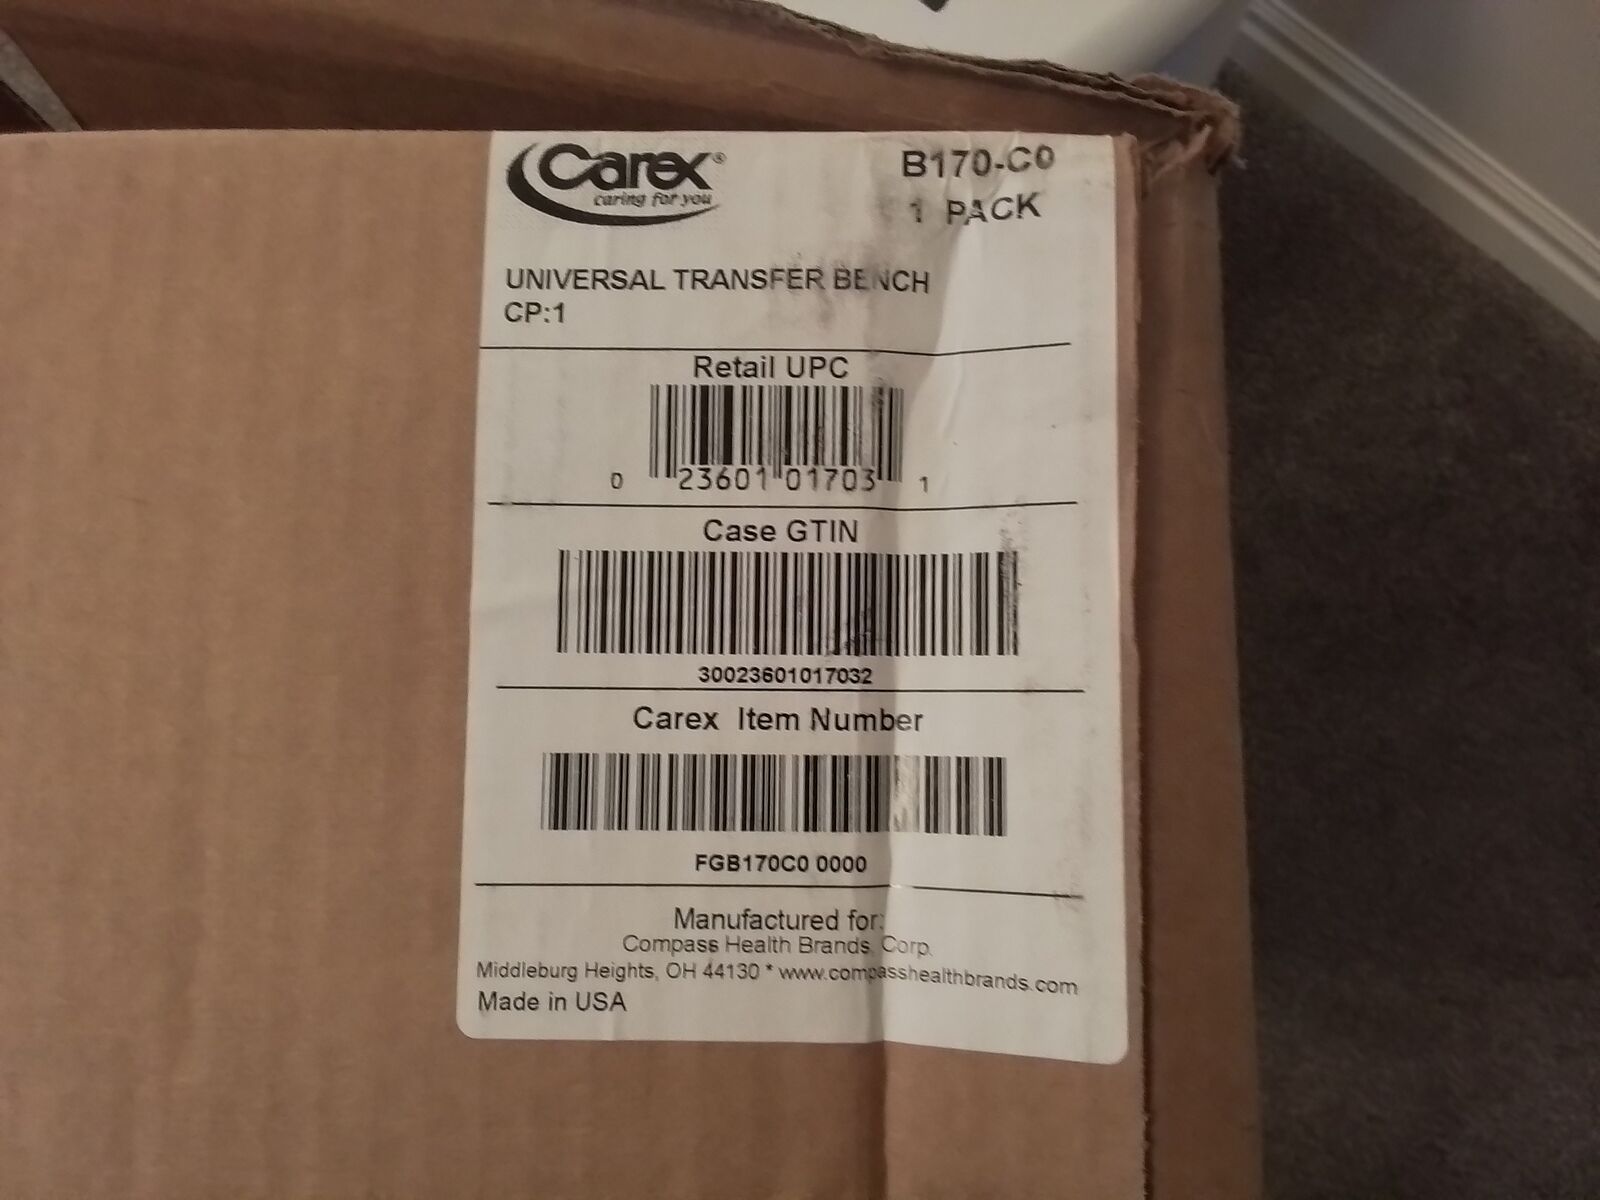 Carex®
caring for you
B170-C0
1 PACK
UNIVERSAL TRANSFER BENCH
CP:1
Retail UPC
0 23601 01703 1
Case GTIN
30023601017032
Carex Item Number
FGB170C0 0000
Manufactured for:
Compass Health Brands, Corp.
Middleburg Heights, OH 44130 * www.compasshealthbrands.com
Made in USA